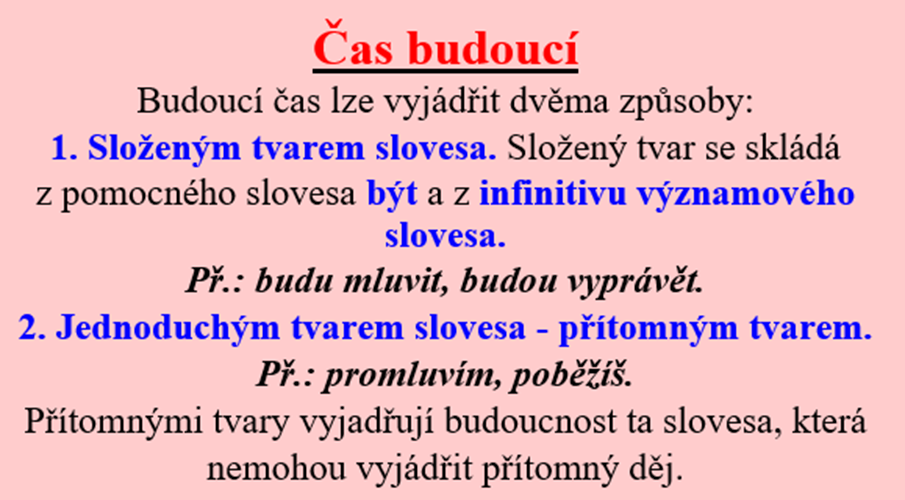 Čas budoucí
Budoucí čas lze vyjádřit dvěma způsoby:
1. Složeným tvarem slovesa. Složený tvar se skládá
z pomocného slovesa být a z infinitivu významového
slovesa.
Př.: budu mluvit, budou vyprávět.
2. Jednoduchým tvarem slovesa - přítomným tvarem.
Př.: promluvím, poběžíš.
Přítomnými tvary vyjadřují budoucnost ta slovesa, která
nemohou vyjádřit přítomný děj.